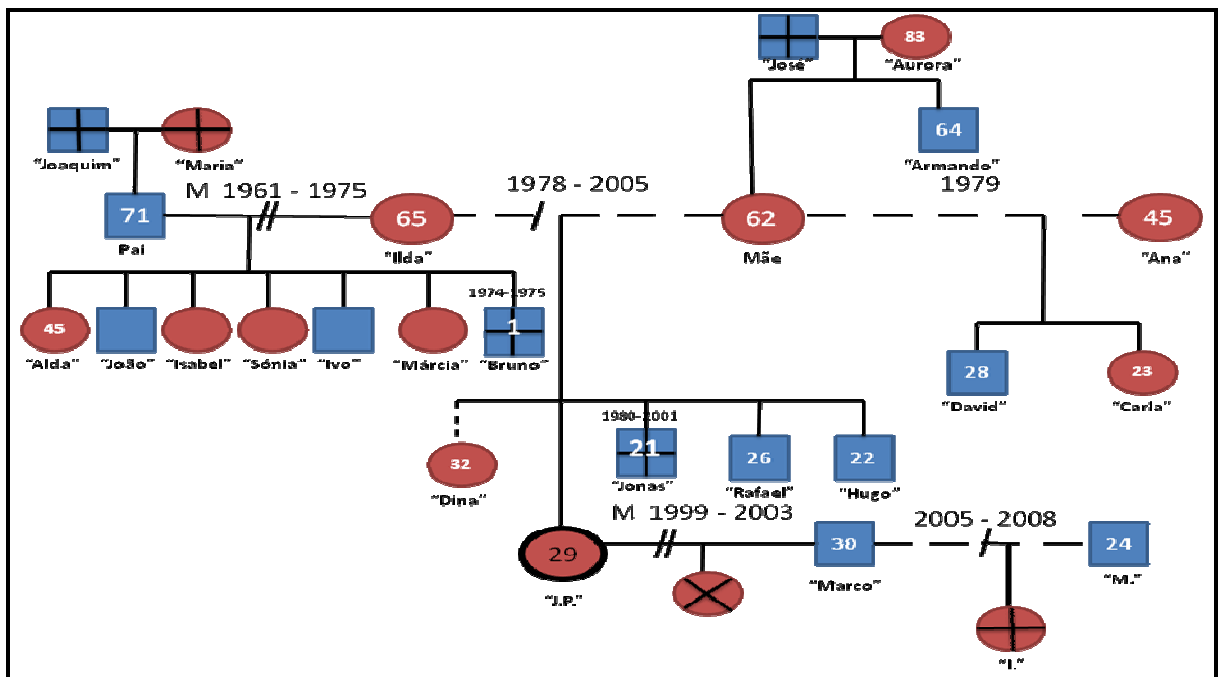 83
"José"
"Aurora"
64
"Joaquim"
"Maria"
"Armando"
M 1961 - 1975
1978 - 2005
1979
71
65
62
45
Pai
"Ilda"
Mãe
"Ana"
1974-1975
45
1
"Alda"
"João"
"Isabel"
"Sónia"
"Ivo"
"Márcia"
"Bruno"
28
23
"David"
"Carla"
1980-2001
32
21
26
22
"Dina"
"Jonas"
"Rafael"
"Hugo"
M 1999 - 2003
2005 - 2008
29
30
24
"J.P."
"Marco"
"M."
"I."